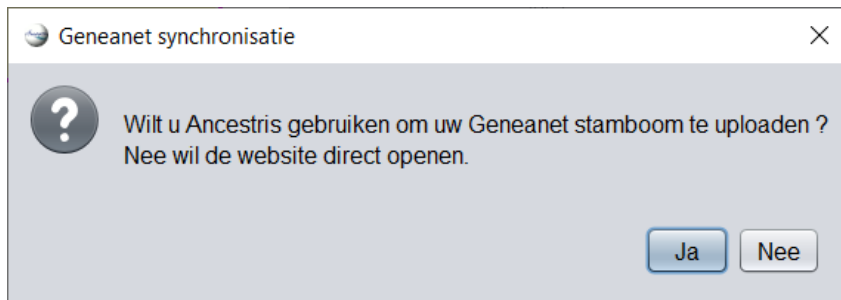 Geneanet synchronisatie
Wilt u Ancestris gebruiken om uw Geneanet stamboom te uploaden ?
Nee wil de website direct openen.
Ja Nee